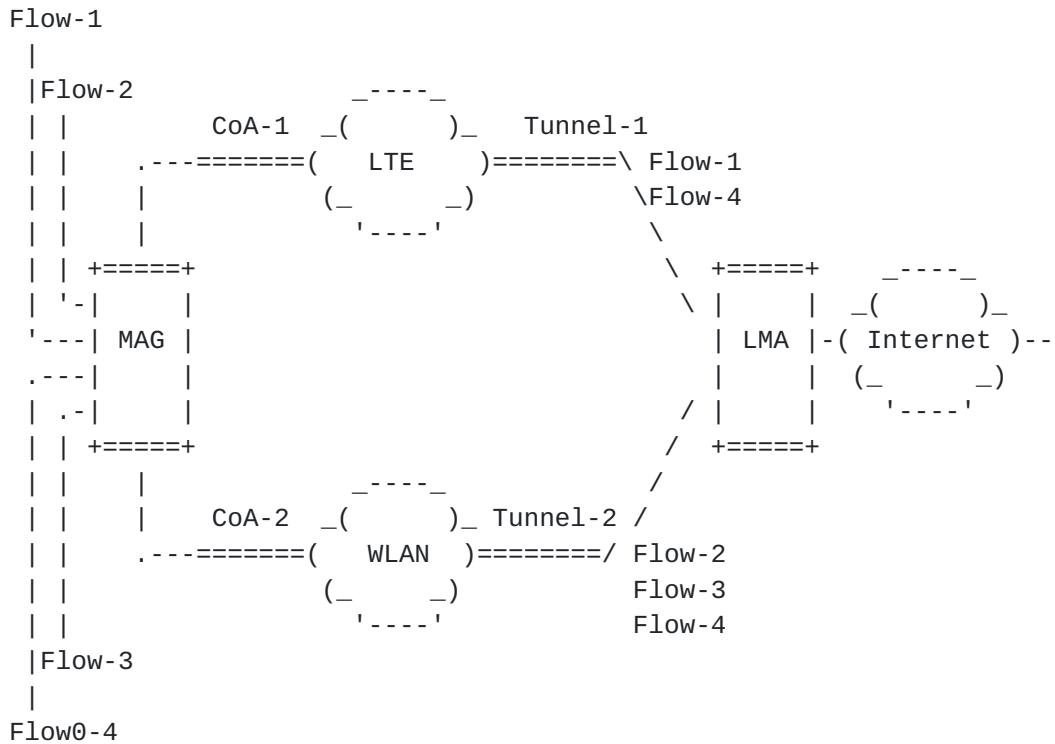 Flow-1
Flow-2
CoA-1 Tunnel-1
LTE Flow-1
Flow-4
MAG LMA Internet
CoA-2 Tunnel-2
WLAN Flow-2
Flow-3
Flow-4
Flow-3
Flow0-4